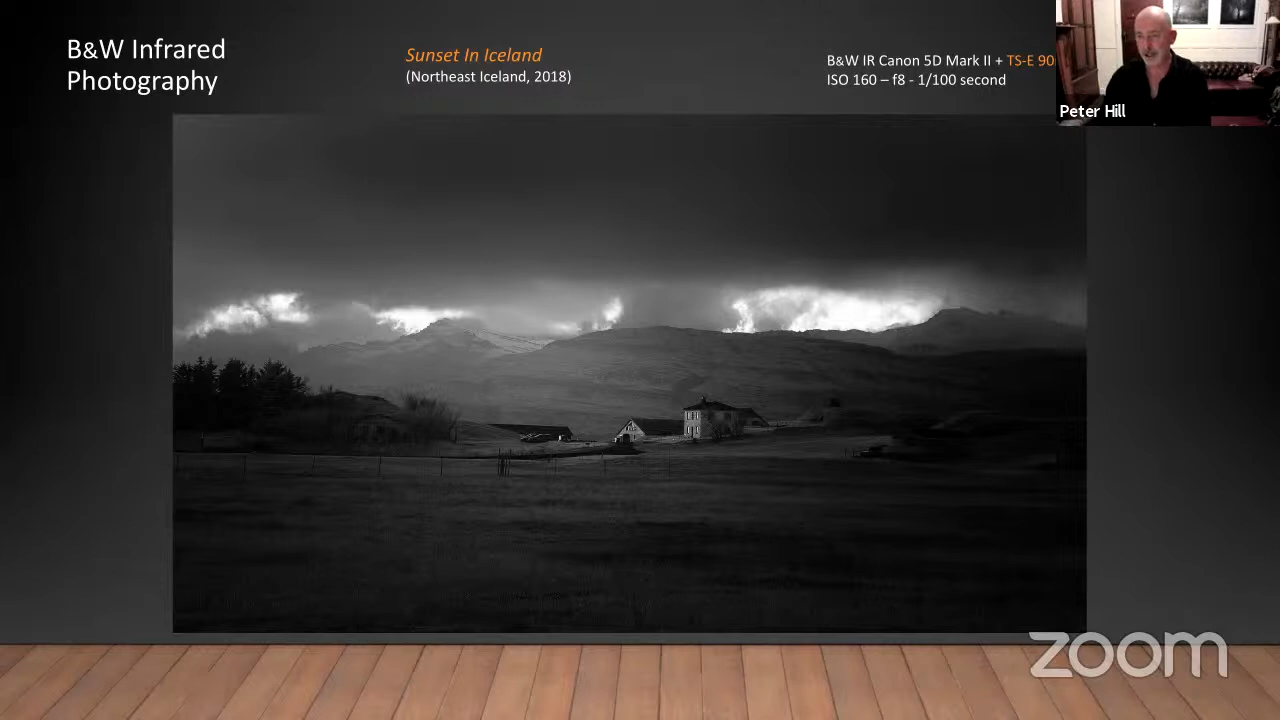 B&W Infrared
Photography
Sunset In Iceland
(Northeast Iceland, 2018)
B&W IR Canon 5D Mark II + TS-E 90
ISO 160 – f8 - 1/100 second
Peter Hill
zoom